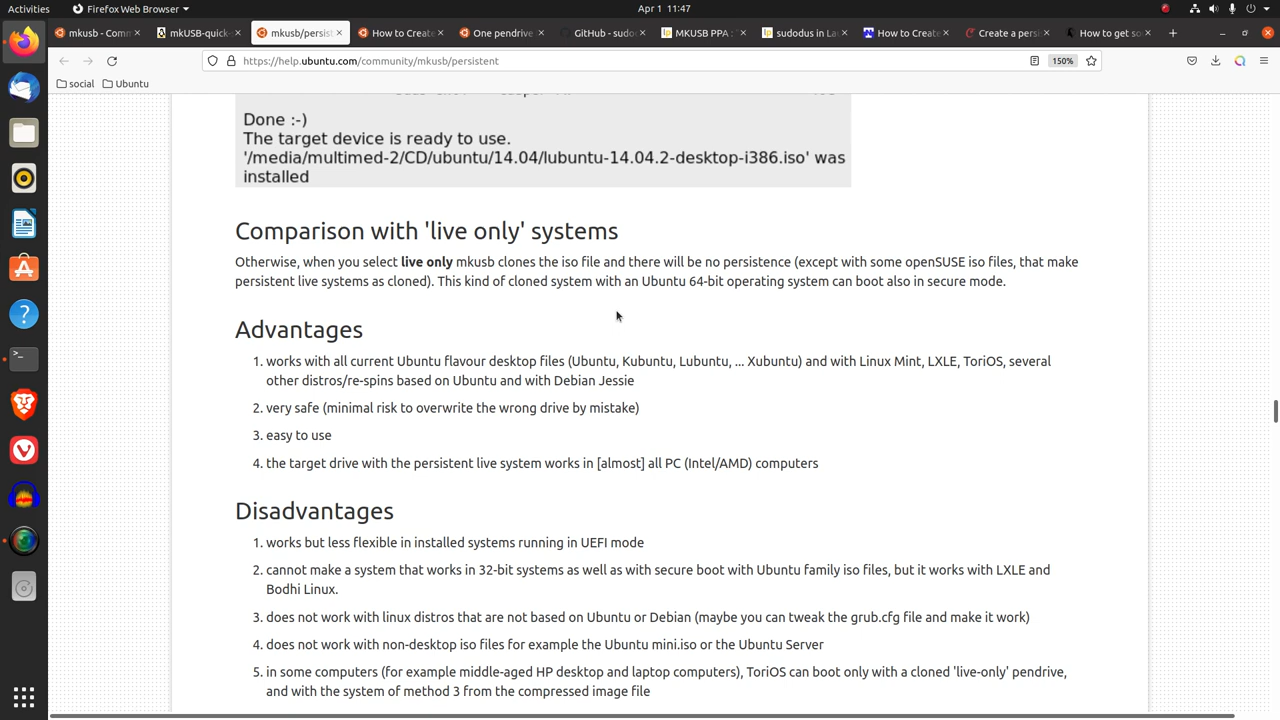 Activities
Firefox Web Browser
Apr 1 11:47
mkusb - Comm
mkUSB-quick-
mkusb/persist
How to Create
One pendrive
GitHub - sudo
MKUSB PPA :
sudodus in La
How to Create
Create a persi
How to get so
https://help.ubuntu.com/community/mkusb/persistent
150%
social
Ubuntu
Done :-)
The target device is ready to use.
'/media/multimed-2/CD/ubuntu/14.04/lubuntu-14.04.2-desktop-i386.iso' was
installed
Comparison with 'live only' systems
Otherwise, when you select live only mkusb clones the iso file and there will be no persistence (except with some openSUSE iso files, that make
persistent live systems as cloned). This kind of cloned system with an Ubuntu 64-bit operating system can boot also in secure mode.
Advantages
1. works with all current Ubuntu flavour desktop files (Ubuntu, Kubuntu, Lubuntu, ... Xubuntu) and with Linux Mint, LXLE, ToriOS, several
other distros/re-spins based on Ubuntu and with Debian Jessie
2. very safe (minimal risk to overwrite the wrong drive by mistake)
3. easy to use
4. the target drive with the persistent live system works in [almost] all PC (Intel/AMD) computers
Disadvantages
1. works but less flexible in installed systems running in UEFI mode
2. cannot make a system that works in 32-bit systems as well as with secure boot with Ubuntu family iso files, but it works with LXLE and
Bodhi Linux.
3. does not work with linux distros that are not based on Ubuntu or Debian (maybe you can tweak the grub.cfg file and make it work)
4. does not work with non-desktop iso files for example the Ubuntu mini.iso or the Ubuntu Server
5. in some computers (for example middle-aged HP desktop and laptop computers), ToriOS can boot only with a cloned 'live-only' pendrive,
and with the system of method 3 from the compressed image file